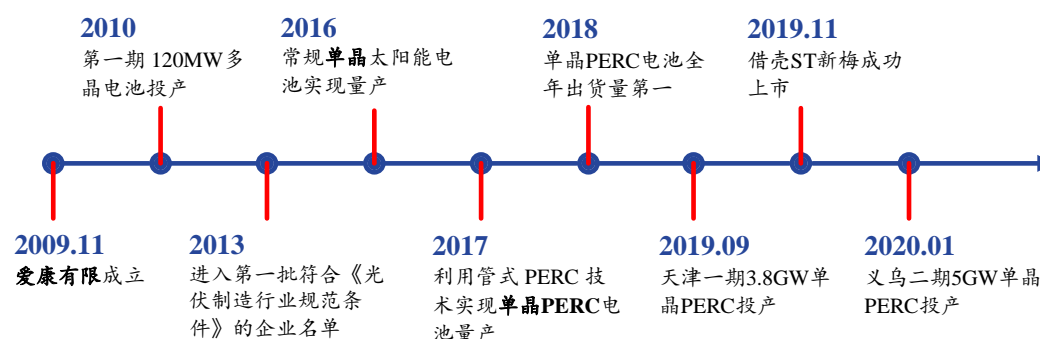 2010
第一期 120MW多
晶电池投产
2016
常规单晶太阳能电
池实现量产
2018
单晶PERC电池全
年出货量第一
2019.11
借壳ST新梅成功
上市
2009.11
爱康有限成立
2013
进入第一批符合《光
伏制造行业规范条
件》的企业名单
2017
利用管式 PERC 技
术实现单晶PERC电
池量产
2019.09
天津一期3.8GW单
晶PERC投产
2020.01
义乌二期5GW单晶
PERC投产